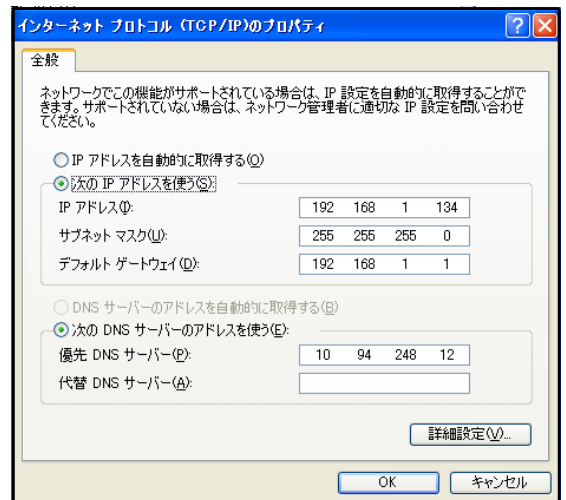 インターネット プロトコル (TCP/IP)のプロパティ
全般
ネットワークでこの機能がサポートされている場合は、IP 設定を自動的に取得することがで
きます。サポートされていない場合は、ネットワーク管理者に適切な IP 設定を問い合わせ
てください。
IP アドレスを自動的に取得する(O)
次の IP アドレスを使う(S):
IP アドレス(I): 192 168 1 134
サブネット マスク(U): 255 255 255 0
デフォルト ゲートウェイ(D): 192 168 1 1
DNS サーバーのアドレスを自動的に取得する(B)
次の DNS サーバーのアドレスを使う(E):
優先 DNS サーバー(P): 10 94 248 12
代替 DNS サーバー(A):
詳細設定(V)...
OK キャンセル